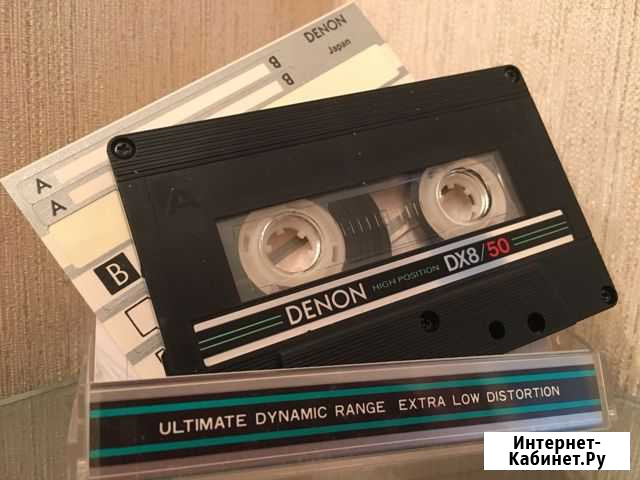 DENON
Japan
B
B
A
A
B
A
DENON HIGH POSITION DX8/50
ULTIMATE DYNAMIC RANGE EXTRA LOW DISTORTION
Интернет-
Кабинет.Ру